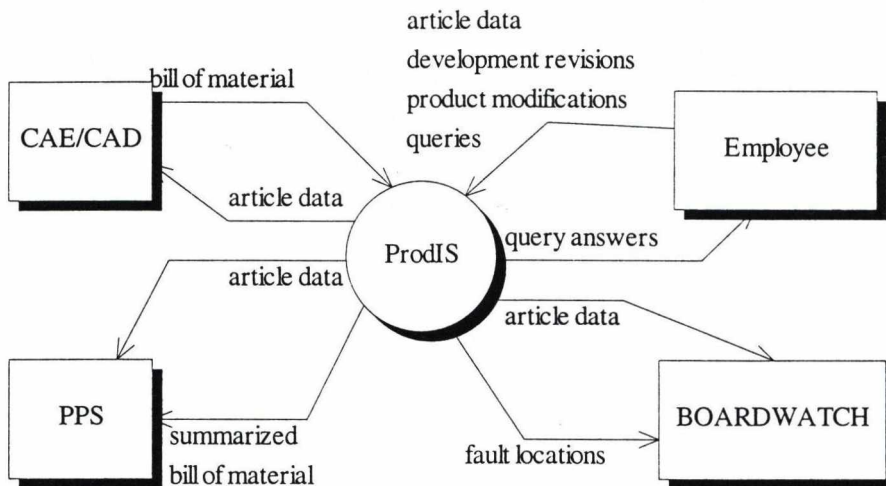 article data
development revisions
product modifications
queries
bill of material
CAE/CAD
Employee
article data
ProdIS
query answers
article data
article data
PPS
BOARDWATCH
summarized
bill of material
fault locations